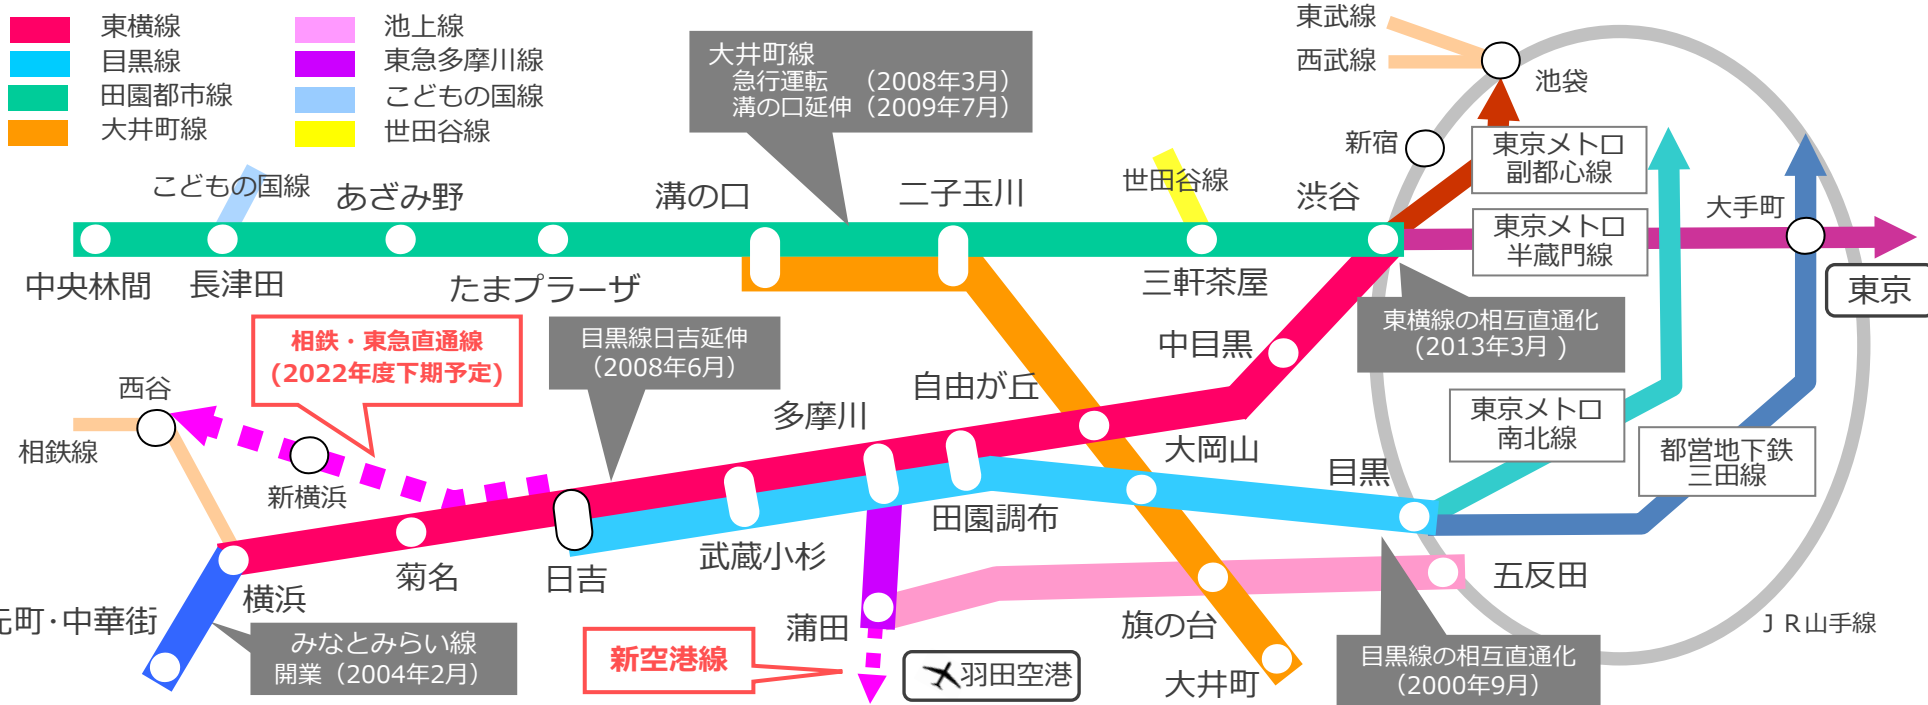 東横線
目黒線
田園都市線
大井町線
池上線
東急多摩川線
こどもの国線
世田谷線
大井町線
急行運転 （2008年3月）
溝の口延伸（2009年7月）
東武線
西武線
池袋
新宿
東京メトロ
副都心線
こどもの国線
あざみ野
溝の口
二子玉川
世田谷線
渋谷
東京メトロ
半蔵門線
大手町
東京
中央林間
長津田
たまプラーザ
三軒茶屋
相鉄・東急直通線
(2022年度下期予定)
目黒線日吉延伸
（2008年6月）
中目黒
東横線の相互直通化
(2013年3月 )
西谷
相鉄線
新横浜
自由が丘
多摩川
大岡山
目黒
東京メトロ
南北線
都営地下鉄
三田線
田園調布
武蔵小杉
日吉
菊名
横浜
元町・中華街
みなとみらい線
開業（2004年2月）
蒲田
新空港線
羽田空港
旗の台
大井町
五反田
目黒線の相互直通化
（2000年9月）
ＪＲ山手線